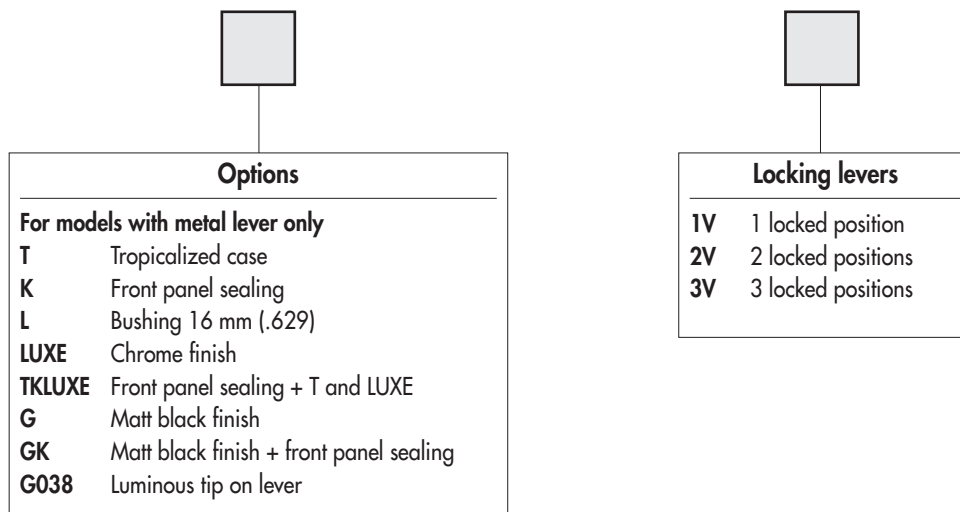 Options
For models with metal lever only
T Tropicalized case
K Front panel sealing
L Bushing 16 mm (.629)
LUXE Chrome finish
TKLUXE Front panel sealing + T and LUXE
G Matt black finish
GK Matt black finish + front panel sealing
G038 Luminous tip on lever
Locking levers
1V 1 locked position
2V 2 locked positions
3V 3 locked positions